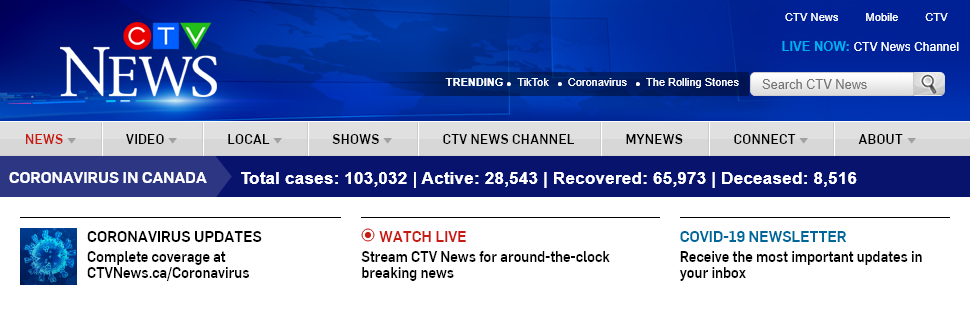 CTV News Mobile CTV
CTV
NEWS
LIVE NOW: CTV News Channel
TRENDING TikTok Coronavirus The Rolling Stones Search CTV News
NEWS VIDEO LOCAL SHOWS CTV NEWS CHANNEL MYNEWS CONNECT ABOUT
CORONAVIRUS IN CANADA Total cases: 103,032 | Active: 28,543 | Recovered: 65,973 | Deceased: 8,516
CORONAVIRUS UPDATES
Complete coverage at
CTVNews.ca/Coronavirus
WATCH LIVE
Stream CTV News for around-the-clock
breaking news
COVID-19 NEWSLETTER
Receive the most important updates in
your inbox